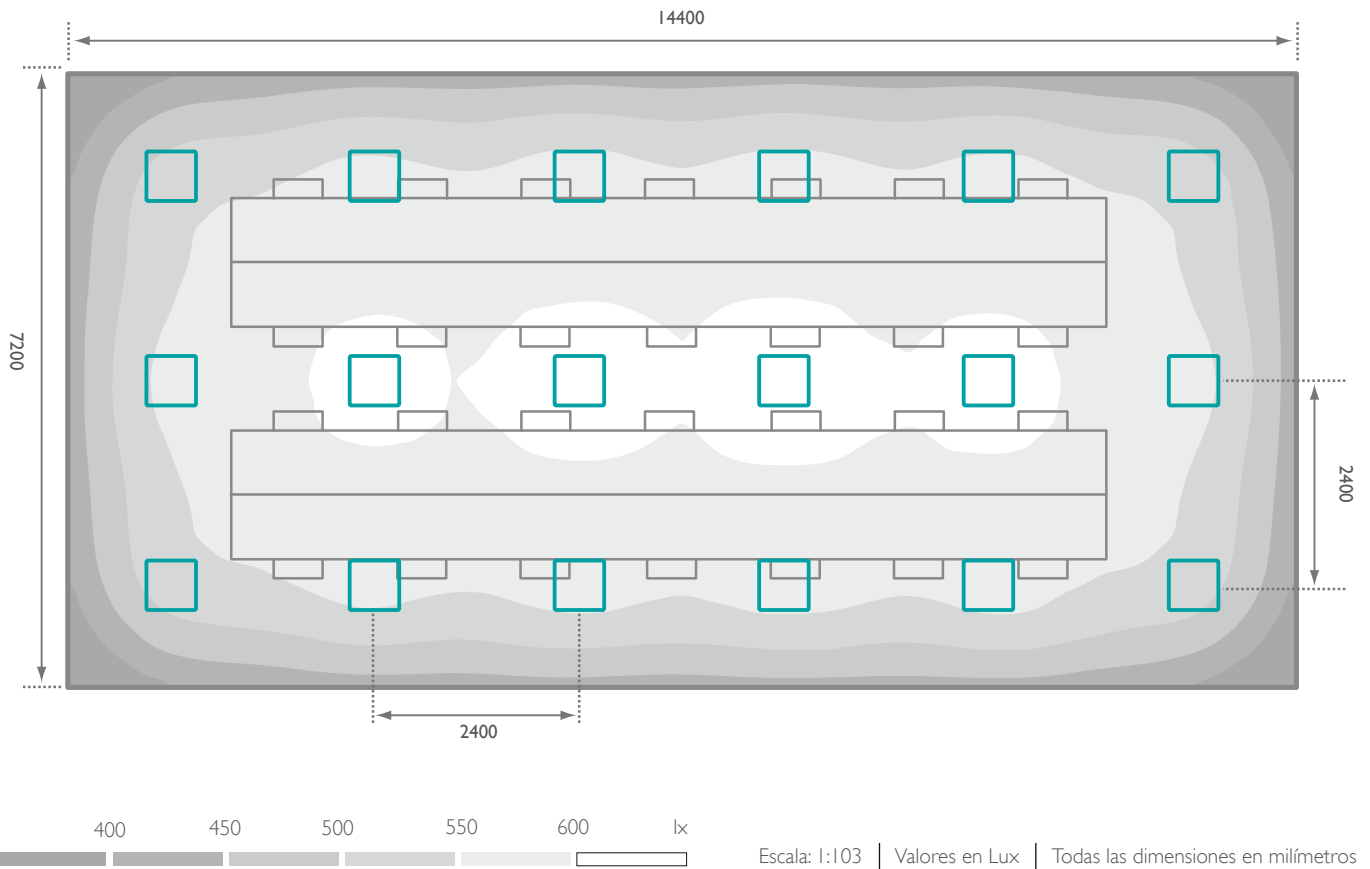 14400
7200
2400
2400
400 450 500 550 600 lx
Escala: 1:103 | Valores en Lux | Todas las dimensiones en milímetros